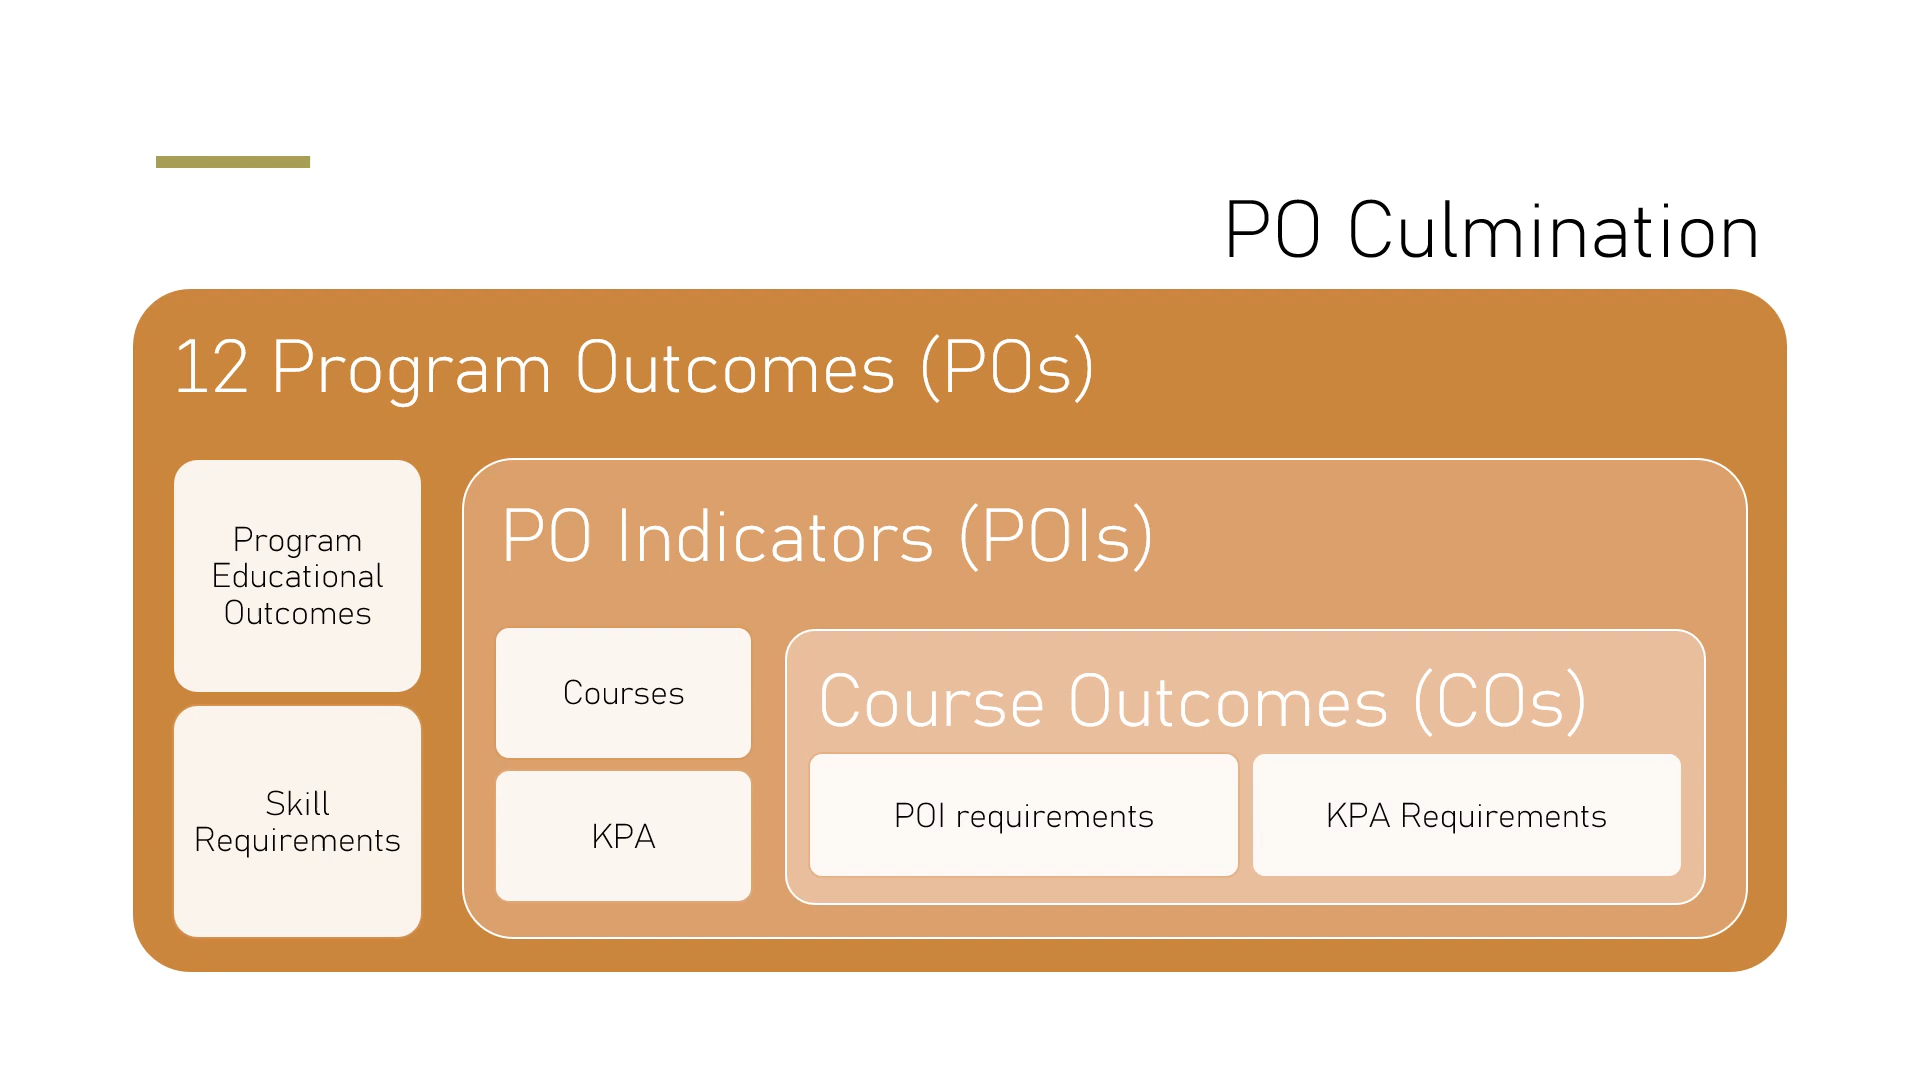 PO Culmination
12 Program Outcomes (POs)
Program
Educational
Outcomes
Skill
Requirements
PO Indicators (POIs)
Courses
KPA
Course Outcomes (COs)
POI requirements
KPA Requirements